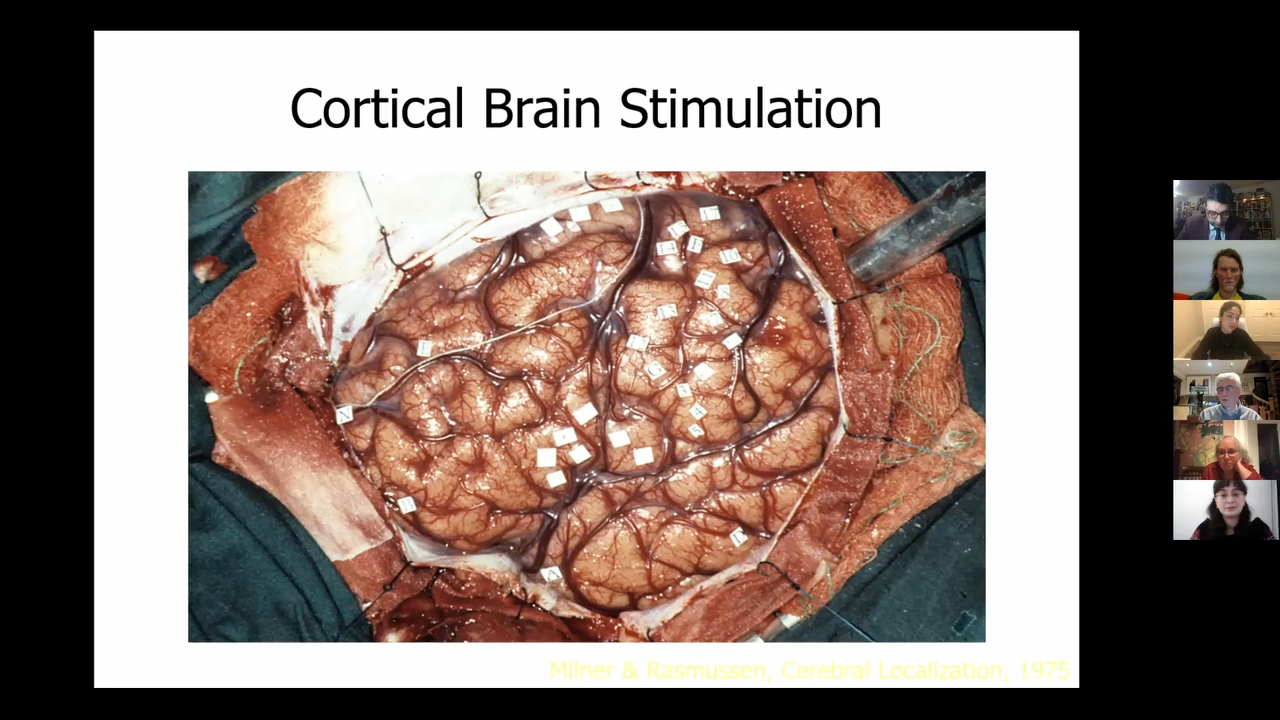 Cortical Brain Stimulation
Milner & Rasmussen, Cerebral Localization, 1975